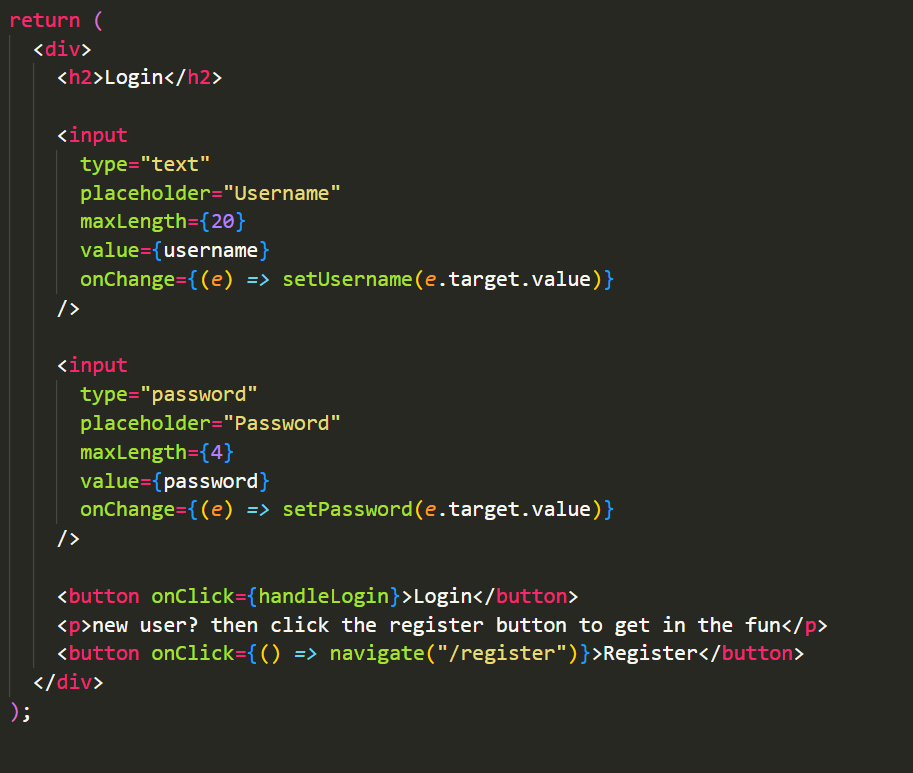 return (
<div>
<h2>Login</h2>
<input
type="text"
placeholder="Username"
maxLength={20}
value={username}
onChange={(e) => setUsername(e.target.value)}
/>
<input
type="password"
placeholder="Password"
maxLength={4}
value={password}
onChange={(e) => setPassword(e.target.value)}
/>
<button onClick={handleLogin}>Login</button>
<p>new user? then click the register button to get in the fun</p>
<button onClick={() => navigate("/register")}>Register</button>
</div>
);